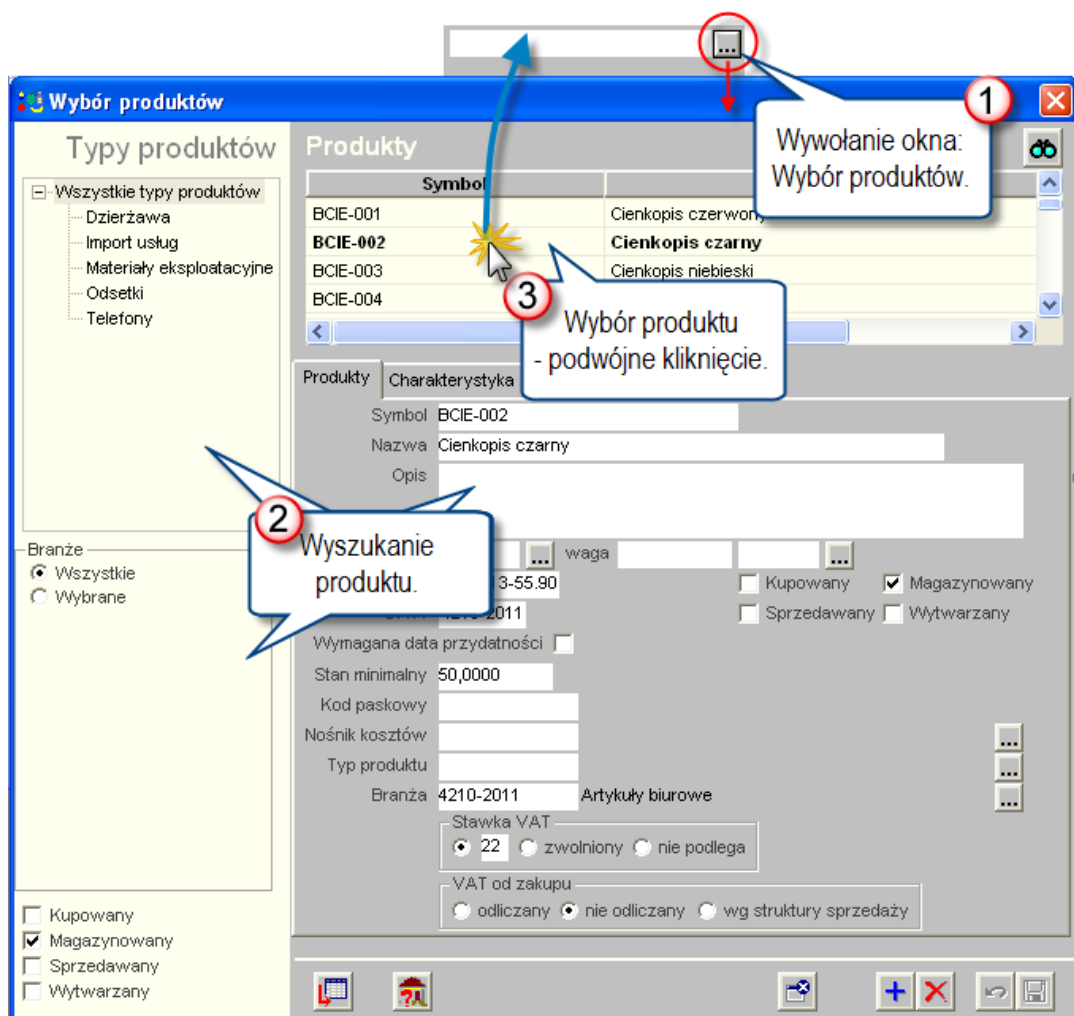 ...
1
Wywołanie okna:
Wybór produktów.
Wybór produktów
Typy produktów
Wszystkie typy produktów
Dzierżawa
Import usług
Materiały eksploatacyjne
Odsetki
Telefony
Branże
Wszystkie
Wybrane
Kupowany
Magazynowany
Sprzedawany
Wytwarzany
Produkty
Symbol
BCIE-001 Cienkopis czerwony
BCIE-002 Cienkopis czarny
BCIE-003 Cienkopis niebieski
BCIE-004
3
Wybór produktu
- podwójne kliknięcie.
Produkty Charakterystyka
Symbol BCIE-002
Nazwa Cienkopis czarny
Opis
2
Wyszukanie
produktu.
... waga ...
3-55.90 Kupowany Magazynowany
4210-2011 Sprzedawany Wytwarzany
Wymagana data przydatności
Stan minimalny 50,0000
Kod paskowy
Nośnik kosztów ...
Typ produktu ...
Branża 4210-2011 Artykuły biurowe ...
Stawka VAT
22 zwolniony nie podlega
VAT od zakupu
odliczany nie odliczany wg struktury sprzedaży